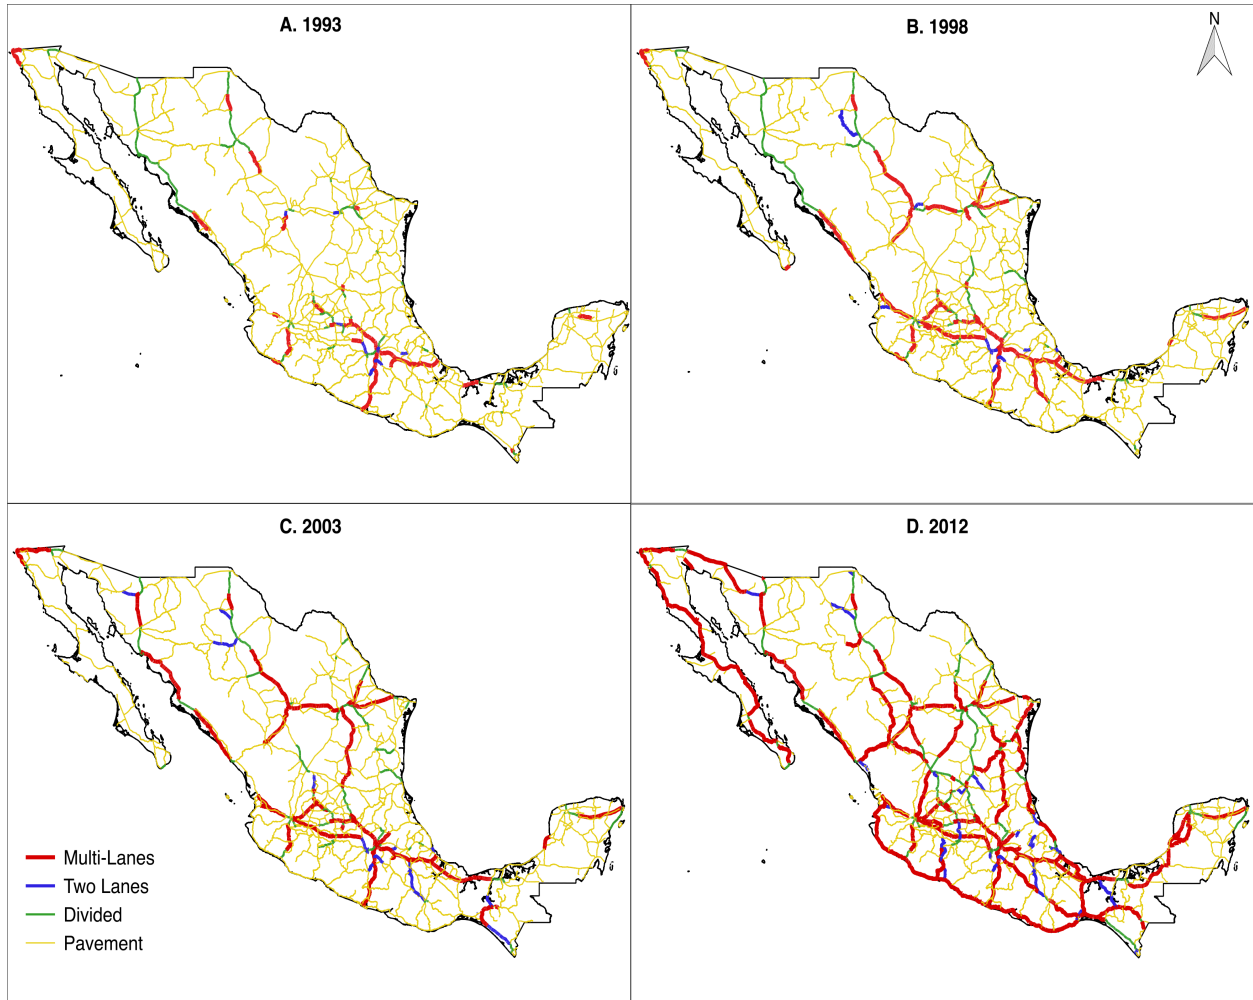 A. 1993
B. 1998
N
C. 2003
D. 2012
Multi-Lanes
Two Lanes
Divided
Pavement